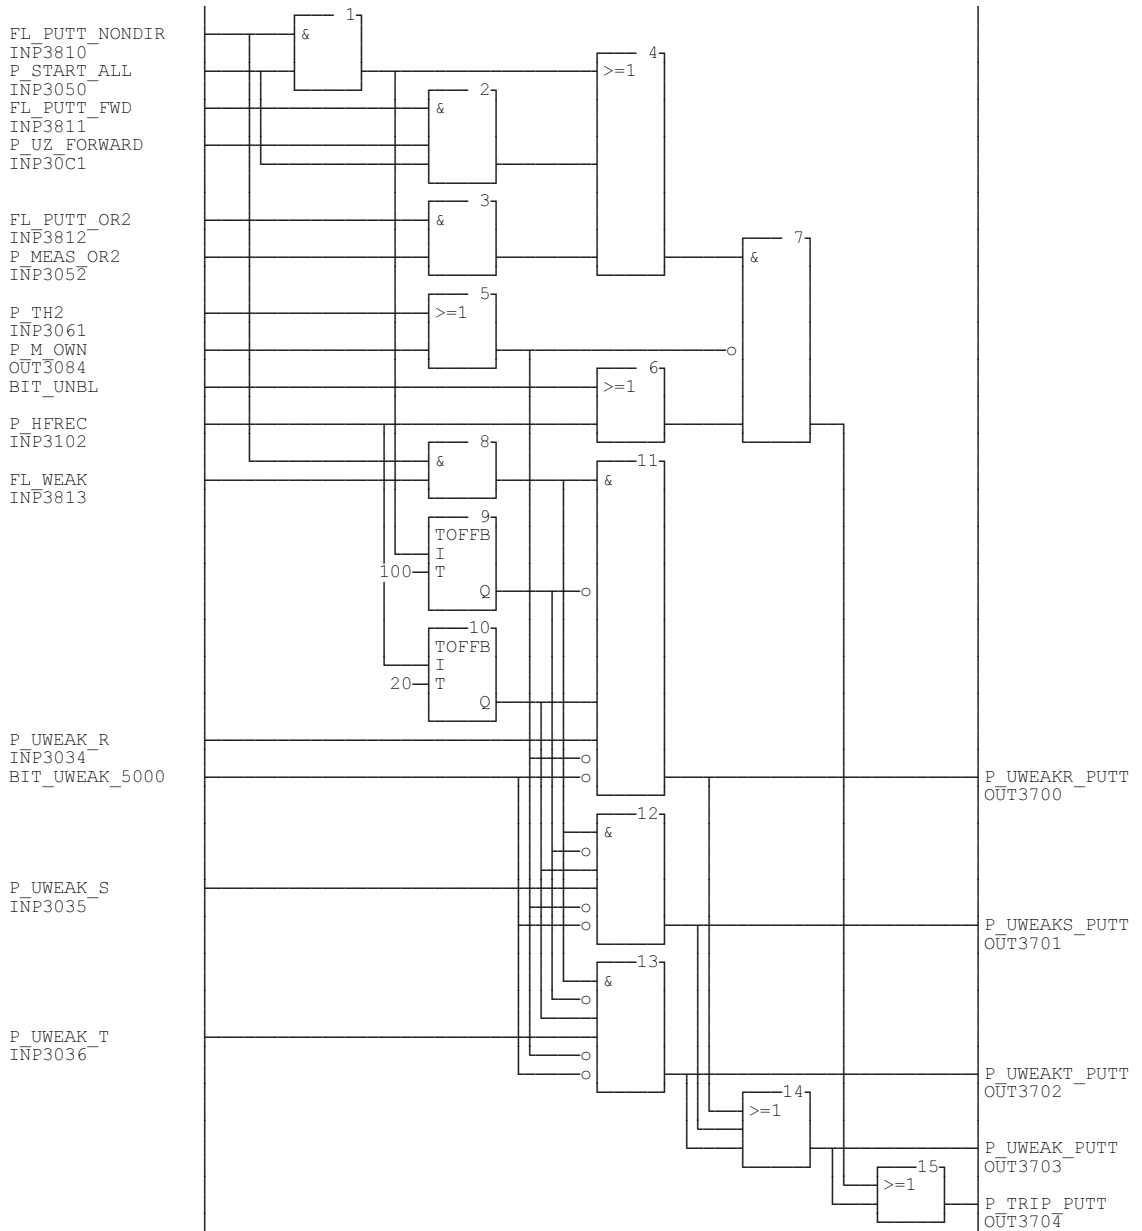 FL_PUTT_NONDIR
INP3810
P_START_ALL
INP3050
FL_PUTT_FWD
INP3811
P_UZ_FORWARD
INP30C1
FL_PUTT_OR2
INP3812
P_MEAS_OR2
INP3052
P_TH2
INP3061
P_M_OWN
OUT3084
BIT_UNBL
P_HFREC
INP3102
FL_WEAK
INP3813
P_UWEAK_R
INP3034
BIT_UWEAK_5000
P_UWEAK_S
INP3035
P_UWEAK_T
INP3036
1
&
2
&
3
&
4
>=1
5
>=1
6
>=1
7
&
8
&
9
TOFFB
I
100
T
Q
10
TOFFB
I
20
T
Q
11
&
12
&
13
&
14
>=1
15
>=1
P_UWEAKR_PUTT
OUT3700
P_UWEAKS_PUTT
OUT3701
P_UWEAKT_PUTT
OUT3702
P_UWEAK_PUTT
OUT3703
P_TRIP_PUTT
OUT3704